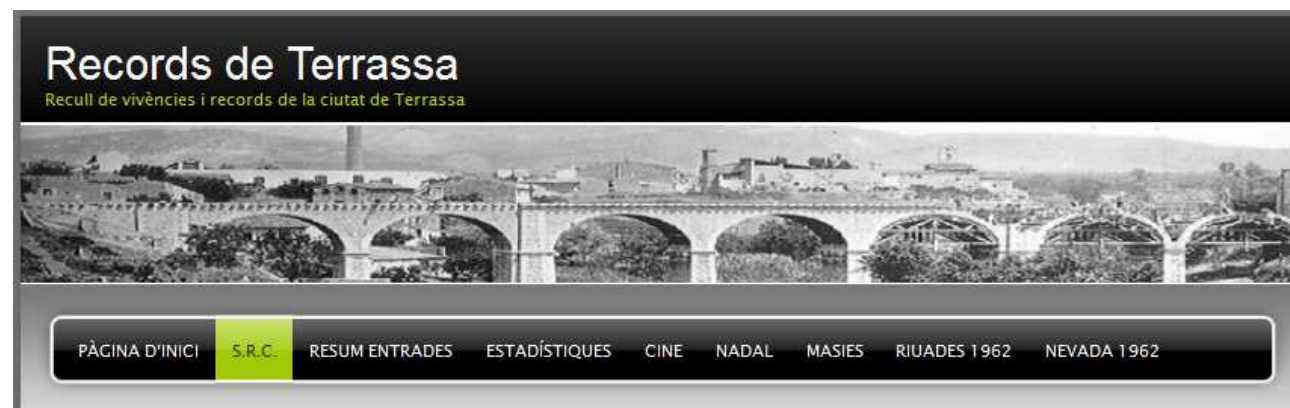 Records de Terrassa
Recull de vivències i records de la ciutat de Terrassa
PÀGINA D'INICI S.R.C. RESUM ENTRADES ESTADÍSTIQUES CINE NADAL MASIES RIUADES 1962 NEVADA 1962